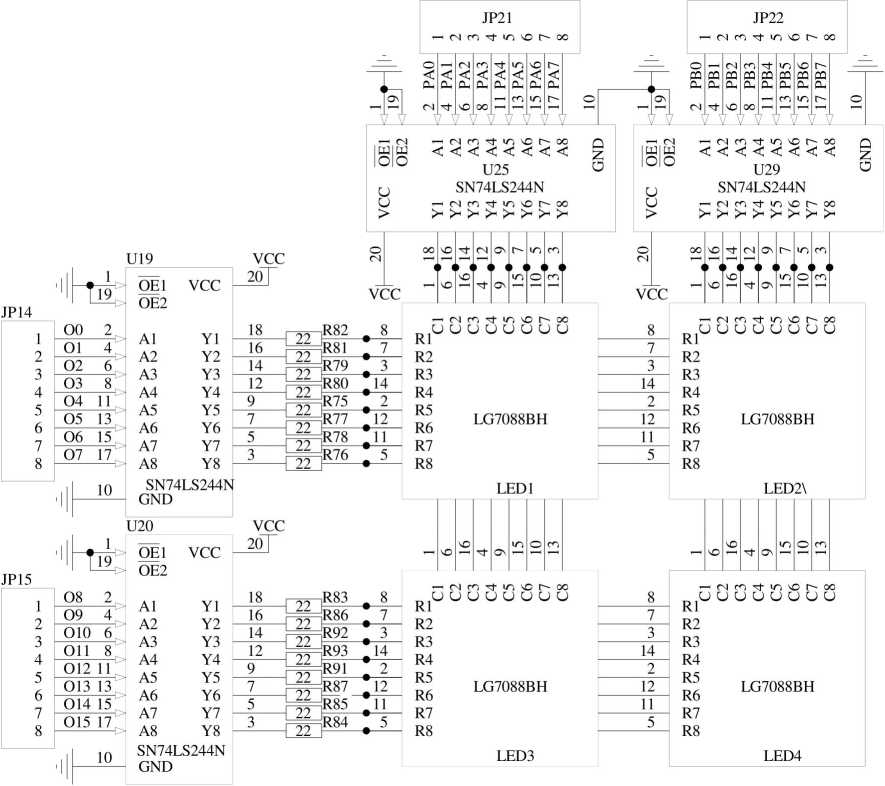 JP21
1 2 3 4 5 6 7 8
PA0 PA1 PA2 PA3 PA4 PA5 PA6 PA7
1 19 2 4 6 8 11 13 15 17 10
OE1 OE2 A1 A2 A3 A4 A5 A6 A7 A8 GND
U25
SN74LS244N
VCC Y1 Y2 Y3 Y4 Y5 Y6 Y7 Y8
20 18 16 14 12 9 7 5 3
VCC 1 6 16 4 9 15 10 13
JP22
1 2 3 4 5 6 7 8
PB0 PB1 PB2 PB3 PB4 PB5 PB6 PB7
1 19 2 4 6 8 11 13 15 17 10
OE1 OE2 A1 A2 A3 A4 A5 A6 A7 A8 GND
U29
SN74LS244N
VCC Y1 Y2 Y3 Y4 Y5 Y6 Y7 Y8
20 18 16 14 12 9 7 5 3
VCC 1 6 16 4 9 15 10 13
U19
VCC
1 OE1 VCC 20
19 OE2
JP14
1 O0 2 A1 Y1 18 22 R82 8
2 O1 4 A2 Y2 16 22 R81 7
3 O2 6 A3 Y3 14 22 R79 3
4 O3 8 A4 Y4 12 22 R80 14
5 O4 11 A5 Y5 9 22 R75 2
6 O5 13 A6 Y6 7 22 R77 12
7 O6 15 A7 Y7 5 22 R78 11
8 O7 17 A8 Y8 3 22 R76 5
SN74LS244N
10 GND
C1 C2 C3 C4 C5 C6 C7 C8
R1 8
R2 7
R3 3
R4 14
R5 2
R6 12
R7 11
R8 5
LG7088BH
LED1
C1 C2 C3 C4 C5 C6 C7 C8
R1
R2
R3
R4
R5
R6
R7
R8
LG7088BH
LED2\
U20
VCC
1 OE1 VCC 20
19 OE2
JP15
1 O8 2 A1 Y1 18 22 R83 8
2 O9 4 A2 Y2 16 22 R86 7
3 O10 6 A3 Y3 14 22 R92 3
4 O11 8 A4 Y4 12 22 R93 14
5 O12 11 A5 Y5 9 22 R91 2
6 O13 13 A6 Y6 7 22 R87 12
7 O14 15 A7 Y7 5 22 R85 11
8 O15 17 A8 Y8 3 22 R84 5
SN74LS244N
10 GND
1 6 16 4 9 15 10 13
C1 C2 C3 C4 C5 C6 C7 C8
R1 8
R2 7
R3 3
R4 14
R5 2
R6 12
R7 11
R8 5
LG7088BH
LED3
1 6 16 4 9 15 10 13
C1 C2 C3 C4 C5 C6 C7 C8
R1
R2
R3
R4
R5
R6
R7
R8
LG7088BH
LED4